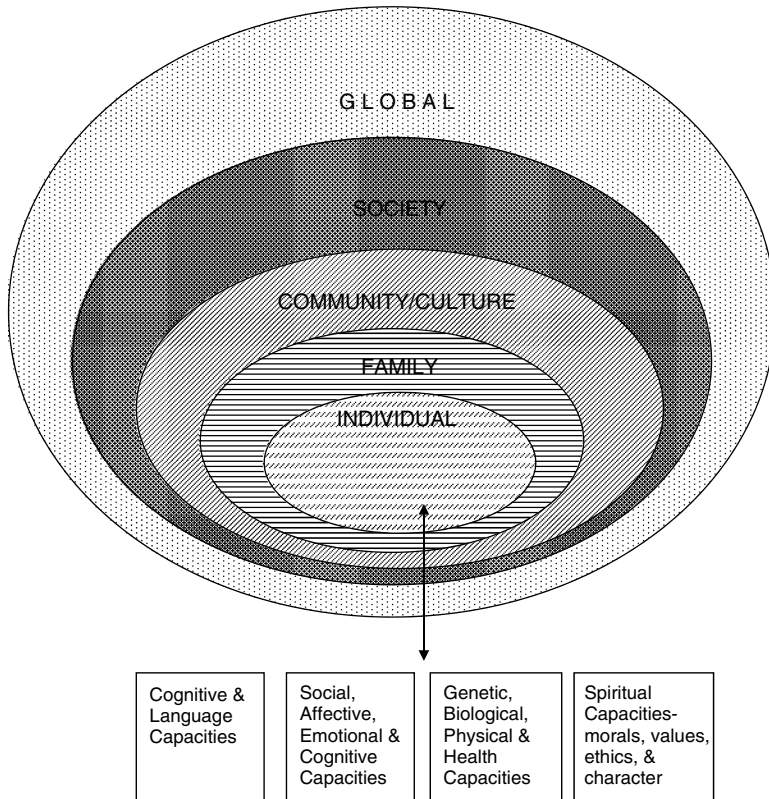 G L O B A L
SOCIETY
COMMUNITY/CULTURE
FAMILY
INDIVIDUAL
Cognitive &
Language
Capacities
Social,
Affective,
Emotional &
Cognitive
Capacities
Genetic,
Biological,
Physical &
Health
Capacities
Spiritual
Capacities-
morals, values,
ethics, &
character